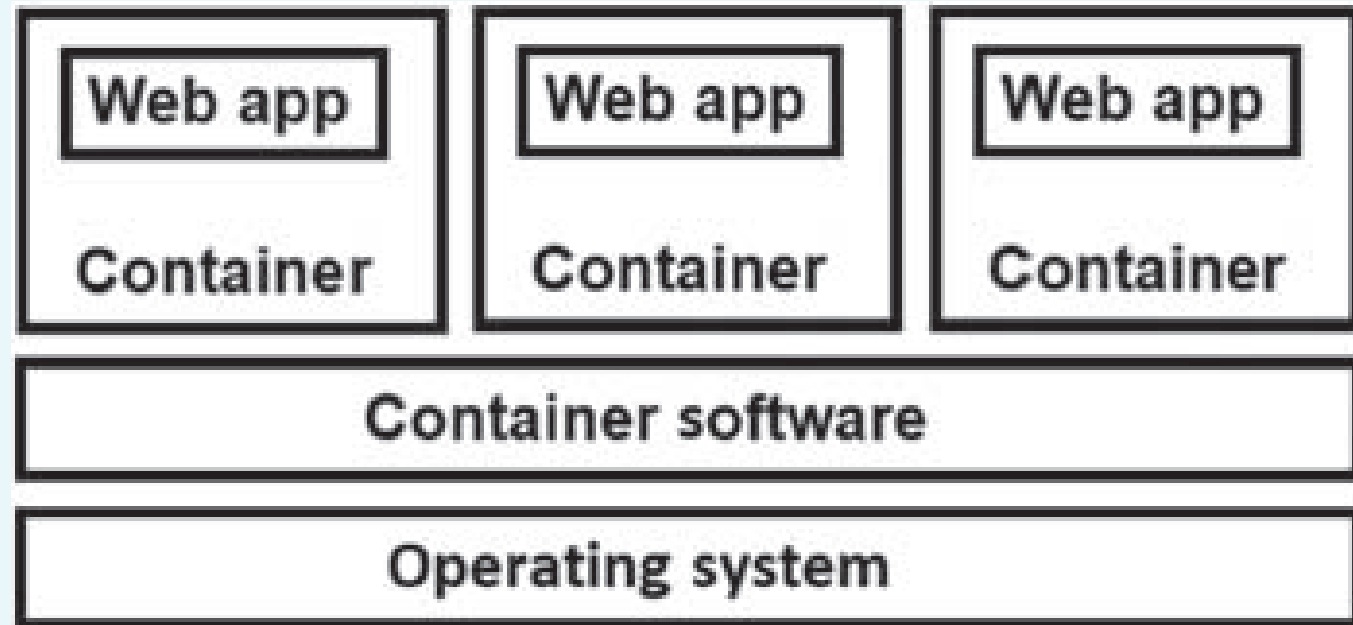 Web app Web app Web app
Container Container Container
Container software
Operating system